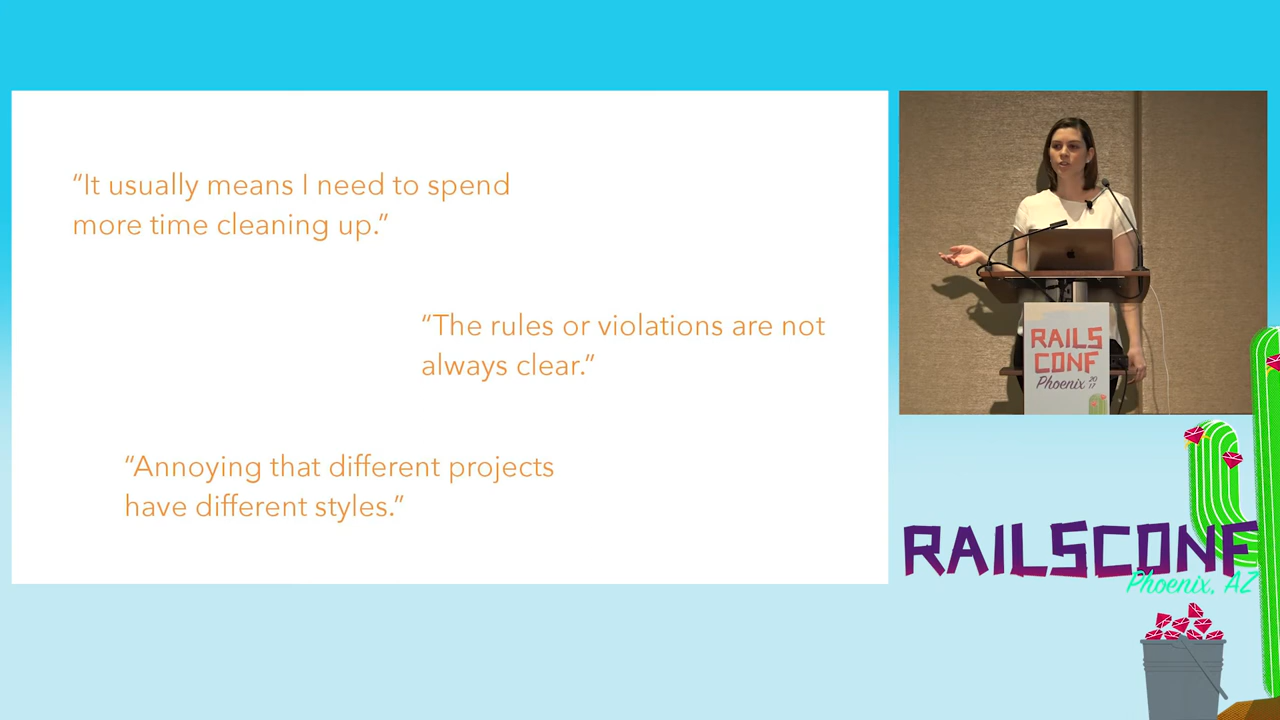 “It usually means I need to spend
more time cleaning up.”
“The rules or violations are not
always clear.”
“Annoying that different projects
have different styles.”
RAILS
CONF
Phoenix 2017
RAILSCONF
Phoenix, AZ